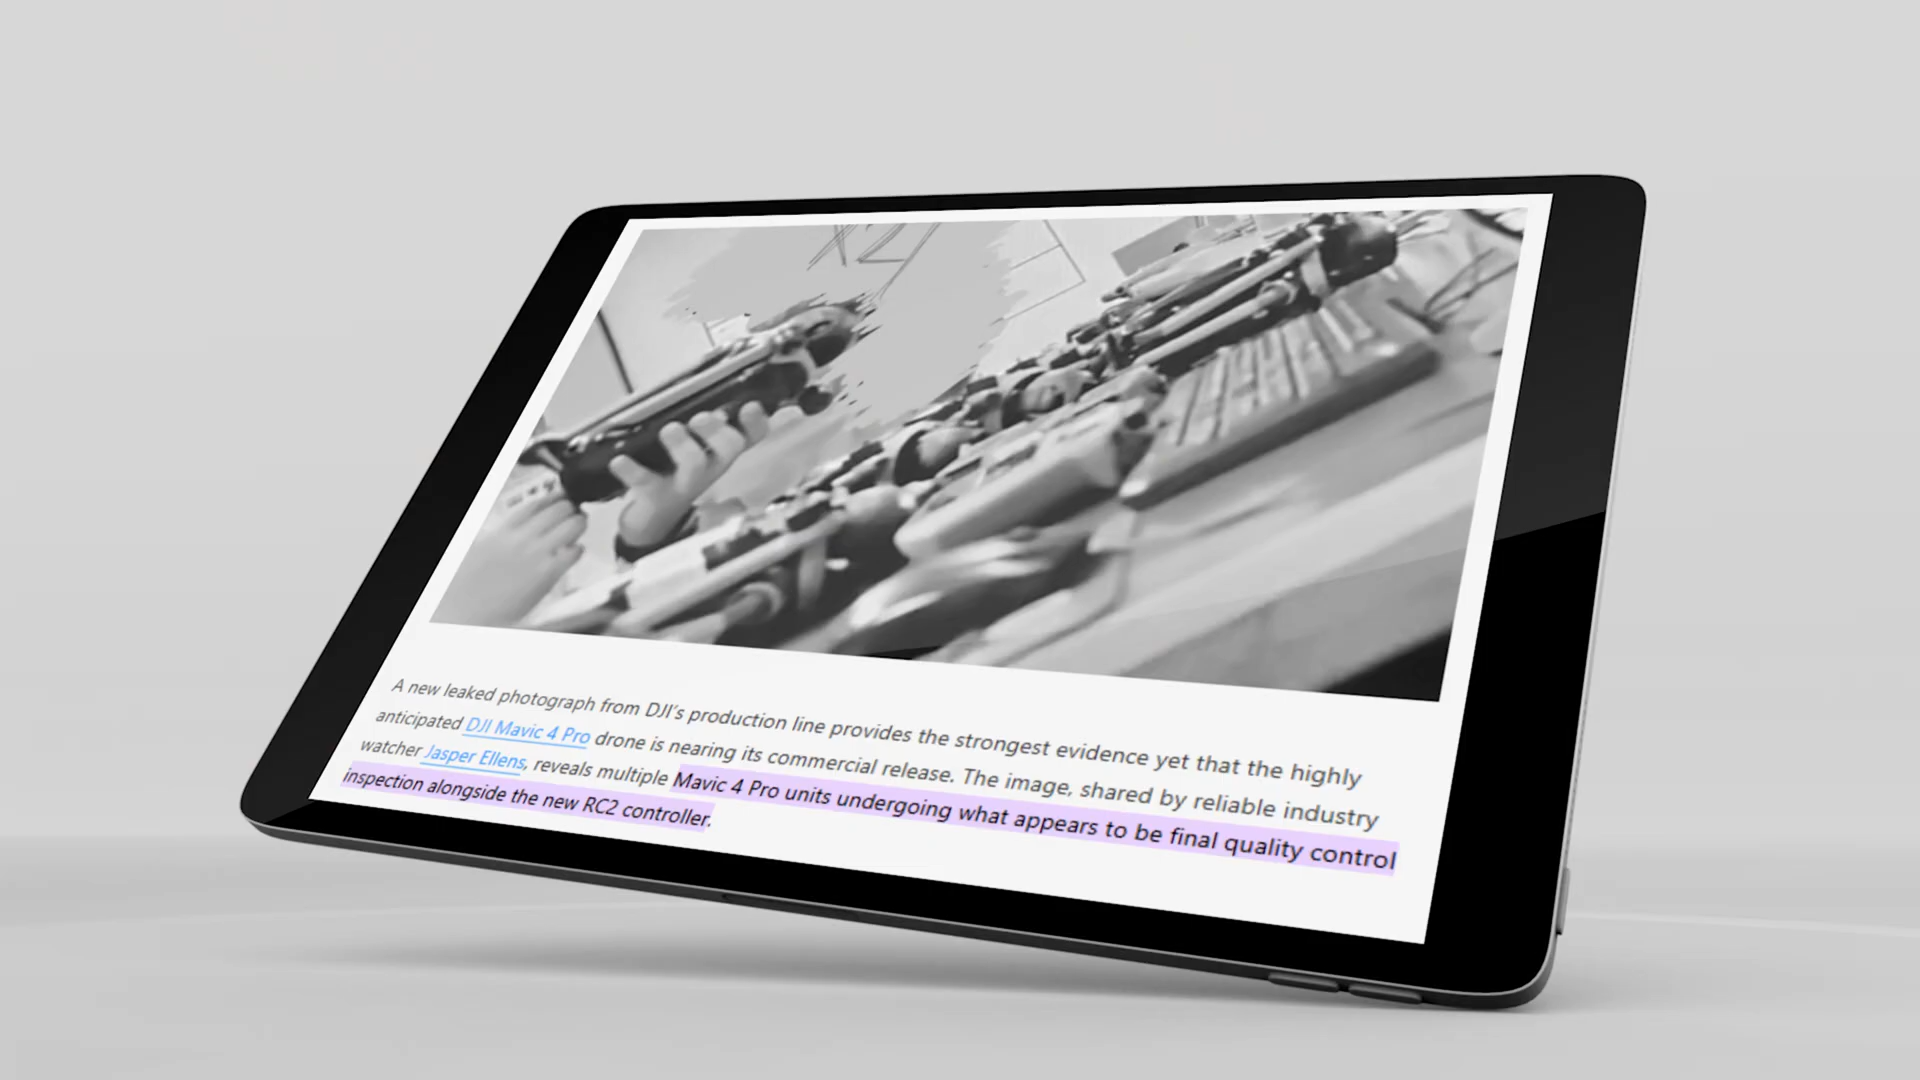 A new leaked photograph from DJI's production line provides the strongest evidence yet that the highly
anticipated DJI Mavic 4 Pro drone is nearing its commercial release. The image, shared by reliable industry
watcher Jasper Ellens, reveals multiple Mavic 4 Pro units undergoing what appears to be final quality control
inspection alongside the new RC2 controller.